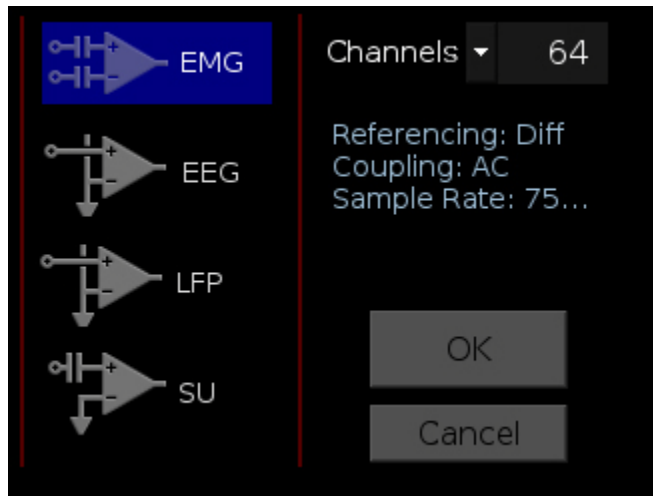 EMG
EEG
LFP
SU
Channels 64
Referencing: Diff
Coupling: AC
Sample Rate: 75...
OK
Cancel